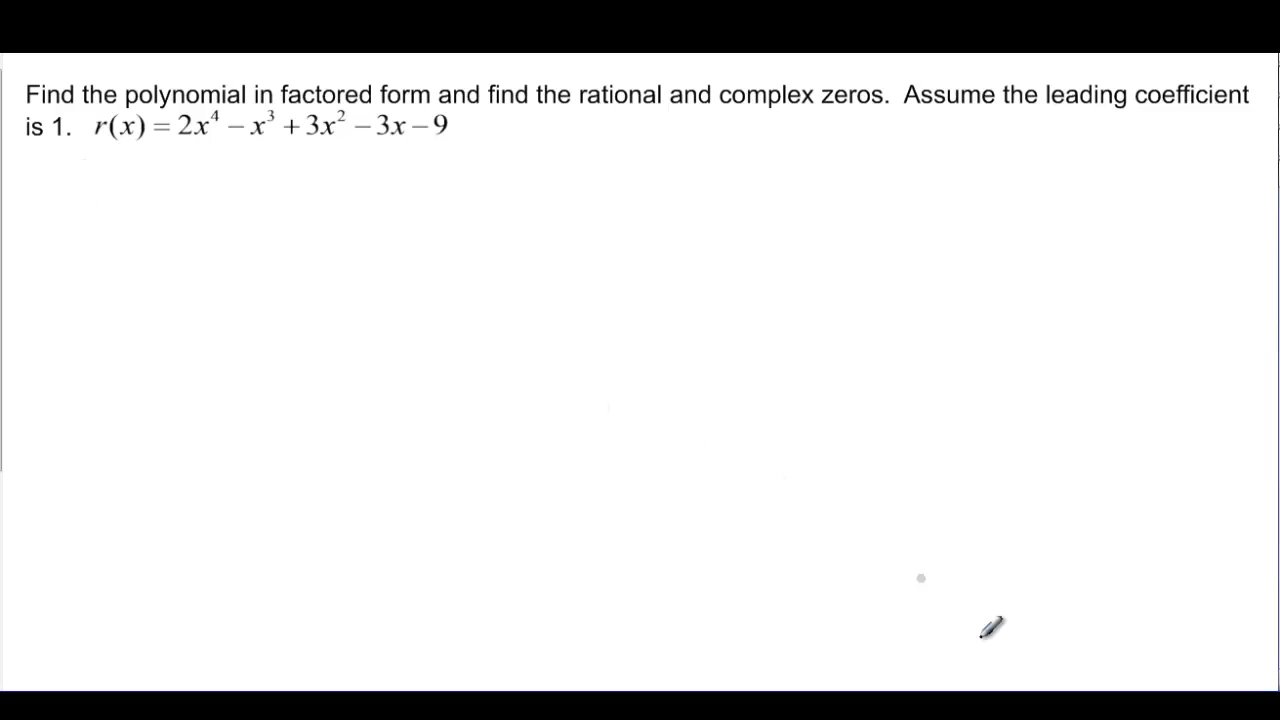 Find the polynomial in factored form and find the rational and complex zeros.  Assume the leading coefficient
is 1.   r(x) = 2x⁴ − x³ + 3x² − 3x − 9